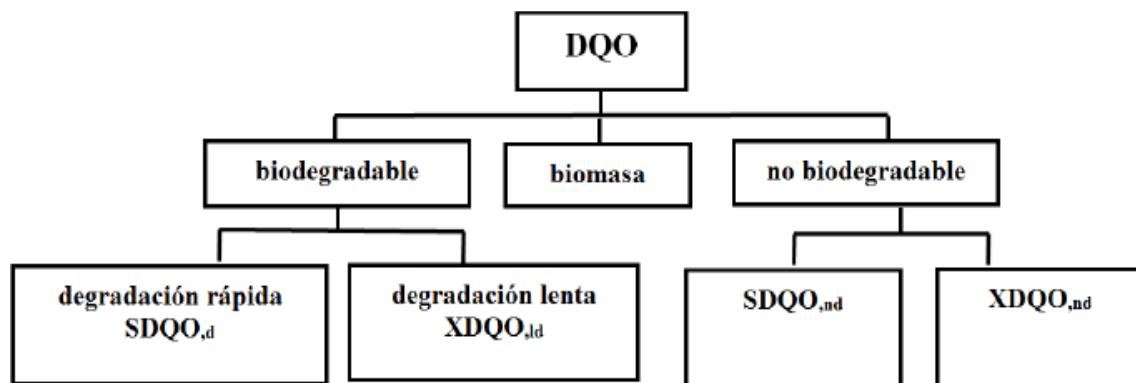 DQO
biodegradable
biomasa
no biodegradable
degradación rápida
SDQO,d
degradación lenta
XDQO,ld
SDQO,nd
XDQO,nd